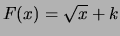 F(x) = √x + k